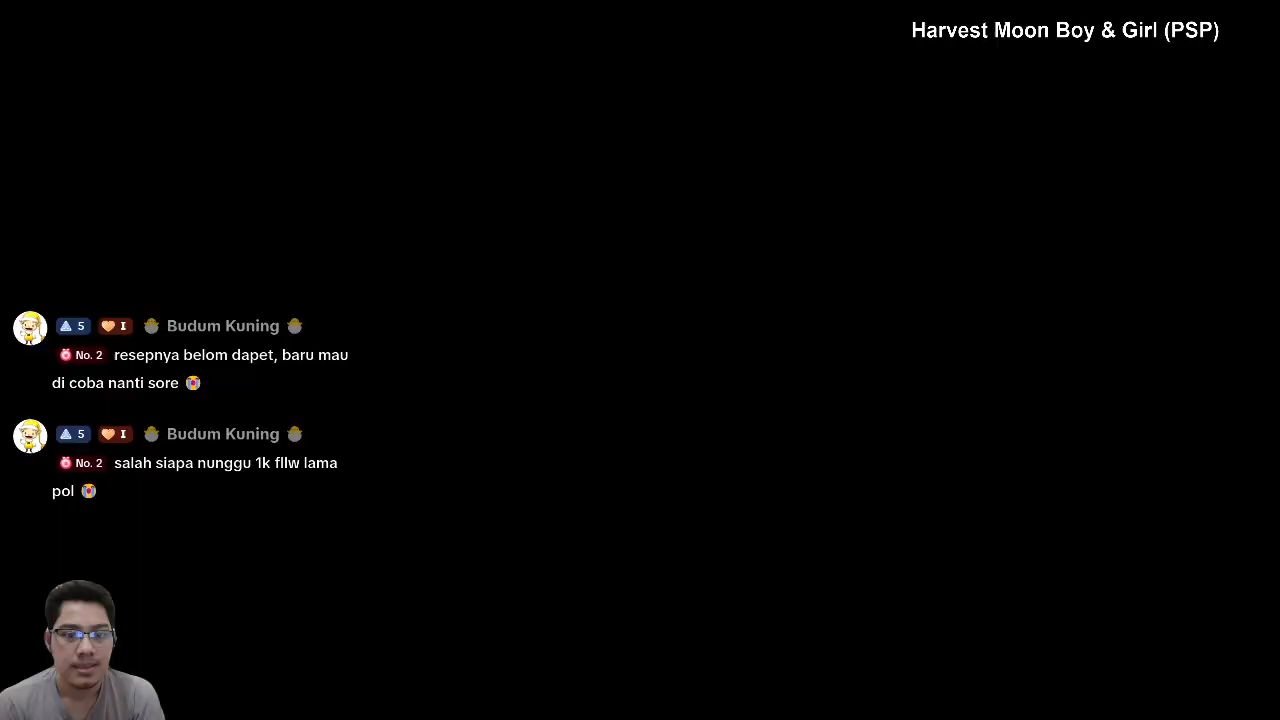 Harvest Moon Boy & Girl (PSP)
5 I Budum Kuning
No. 2 resepnya belom dapet, baru mau
di coba nanti sore 😭
5 I Budum Kuning
No. 2 salah siapa nunggu 1k fllw lama
pol 😭